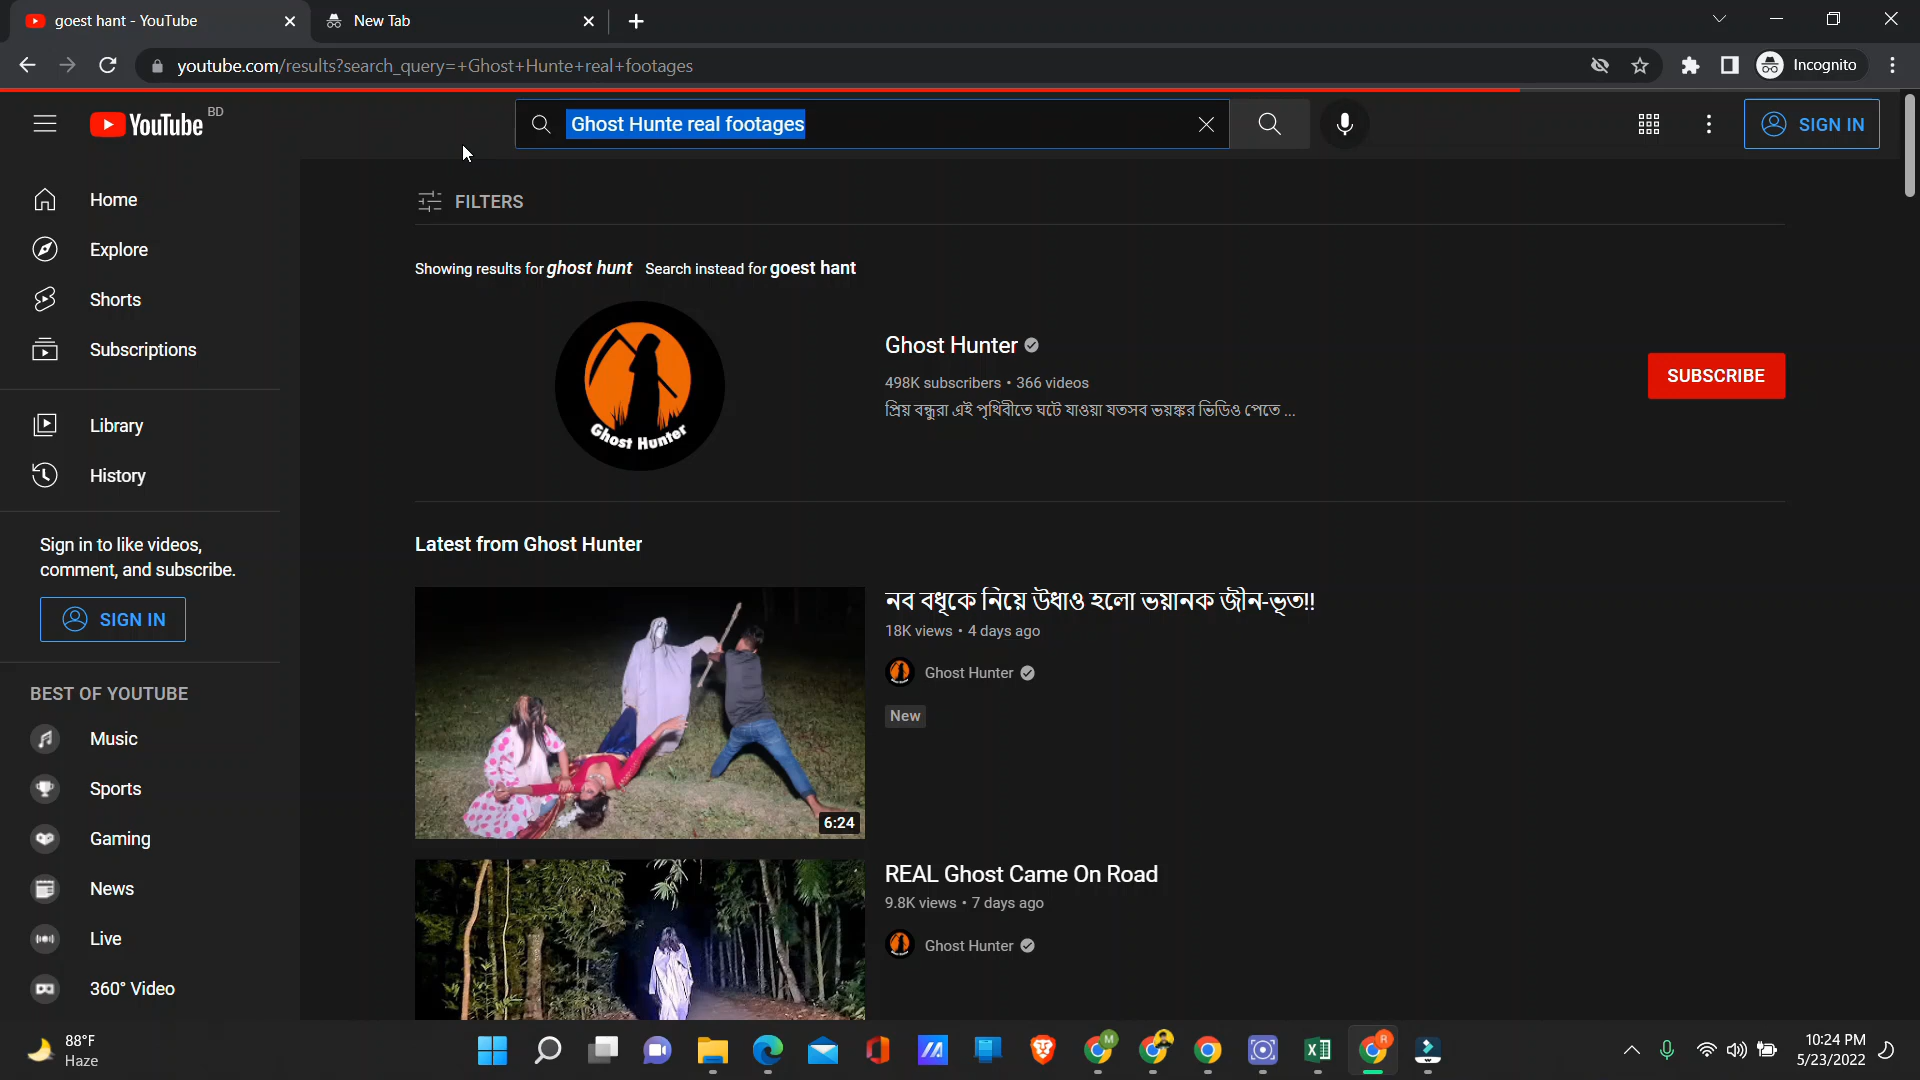 goest hant - YouTube
New Tab
youtube.com/results?search_query=+Ghost+Hunte+real+footages
Incognito
YouTube BD
Ghost Hunte real footages
SIGN IN
Home
Explore
Shorts
Subscriptions
Library
History
Sign in to like videos,
comment, and subscribe.
SIGN IN
BEST OF YOUTUBE
Music
Sports
Gaming
News
Live
360° Video
FILTERS
Showing results for ghost hunt Search instead for goest hant
Ghost Hunter
Ghost Hunter
498K subscribers • 366 videos
প্রিয় বন্ধুরা এই পৃথিবীতে ঘটে যাওয়া যতসব ভয়ঙ্কর ভিডিও পেতে ...
SUBSCRIBE
Latest from Ghost Hunter
6:24
নব বধূকে নিয়ে উধাও হলো ভয়ানক জ্বীন-ভূত!!
18K views • 4 days ago
Ghost Hunter
New
REAL Ghost Came On Road
9.8K views • 7 days ago
Ghost Hunter
88°F
Haze
M
R
10:24 PM
5/23/2022